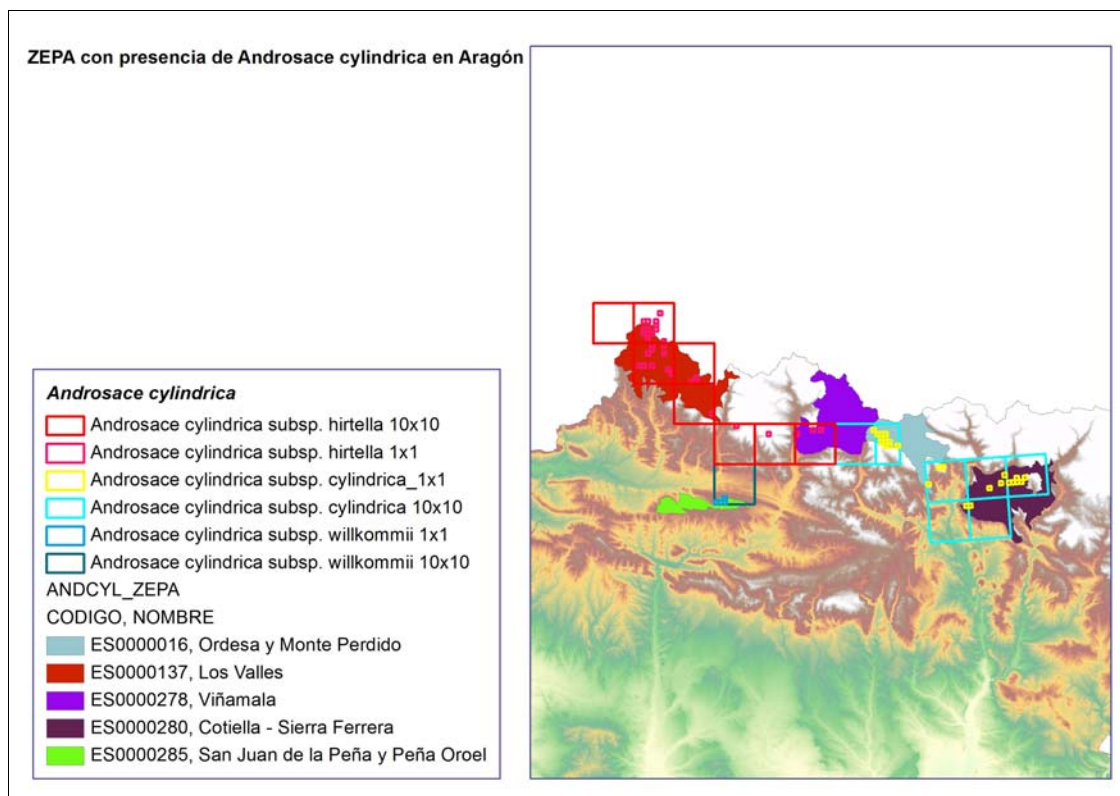 ZEPA con presencia de Androsace cylindrica en Aragón
Androsace cylindrica
Androsace cylindrica subsp. hirtella 10x10
Androsace cylindrica subsp. hirtella 1x1
Androsace cylindrica subsp. cylindrica_1x1
Androsace cylindrica subsp. cylindrica 10x10
Androsace cylindrica subsp. willkommii 1x1
Androsace cylindrica subsp. willkommii 10x10
ANDCYL_ZEPA
CODIGO, NOMBRE
ES0000016, Ordesa y Monte Perdido
ES0000137, Los Valles
ES0000278, Viñamala
ES0000280, Cotiella - Sierra Ferrera
ES0000285, San Juan de la Peña y Peña Oroel